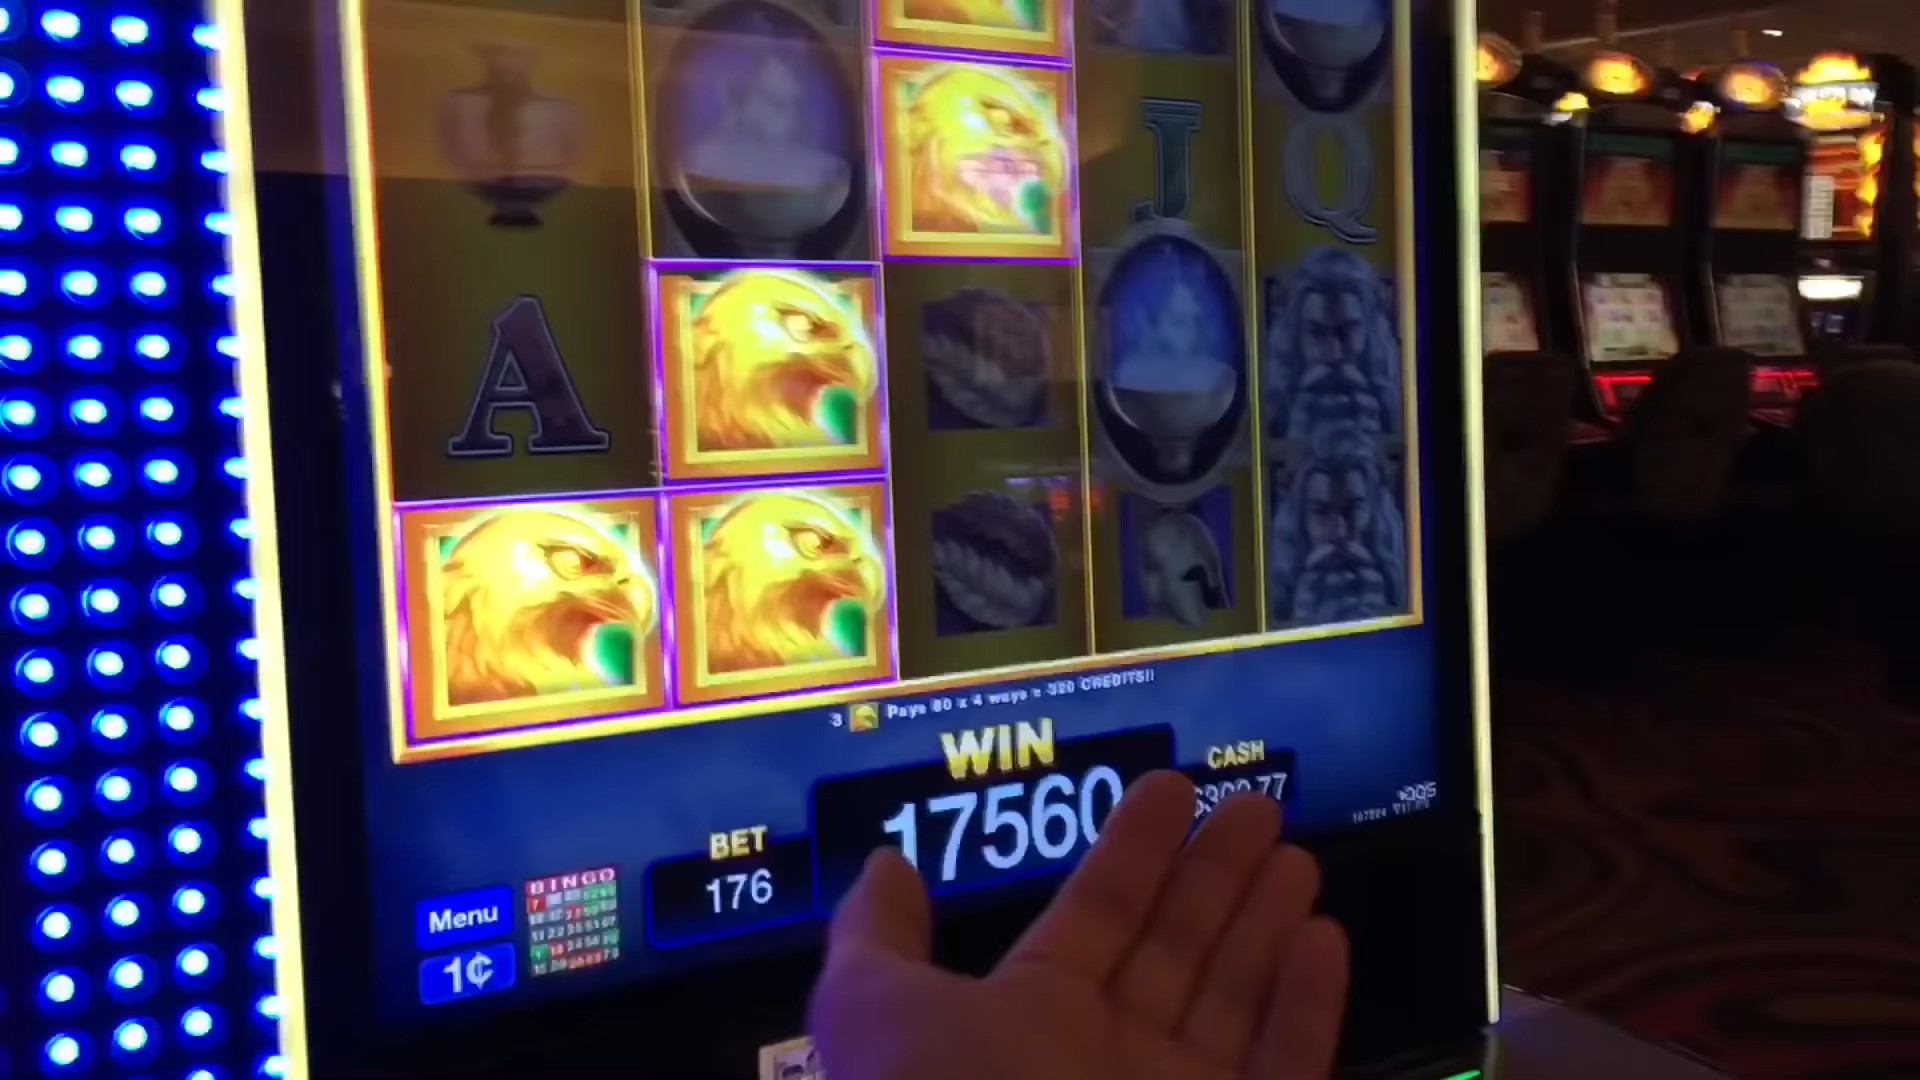 J
Q
A
3 Pays 80 x 4 ways = 320 CREDITS!!
WIN
17560
CASH
BET
176
BINGO
Menu
1¢